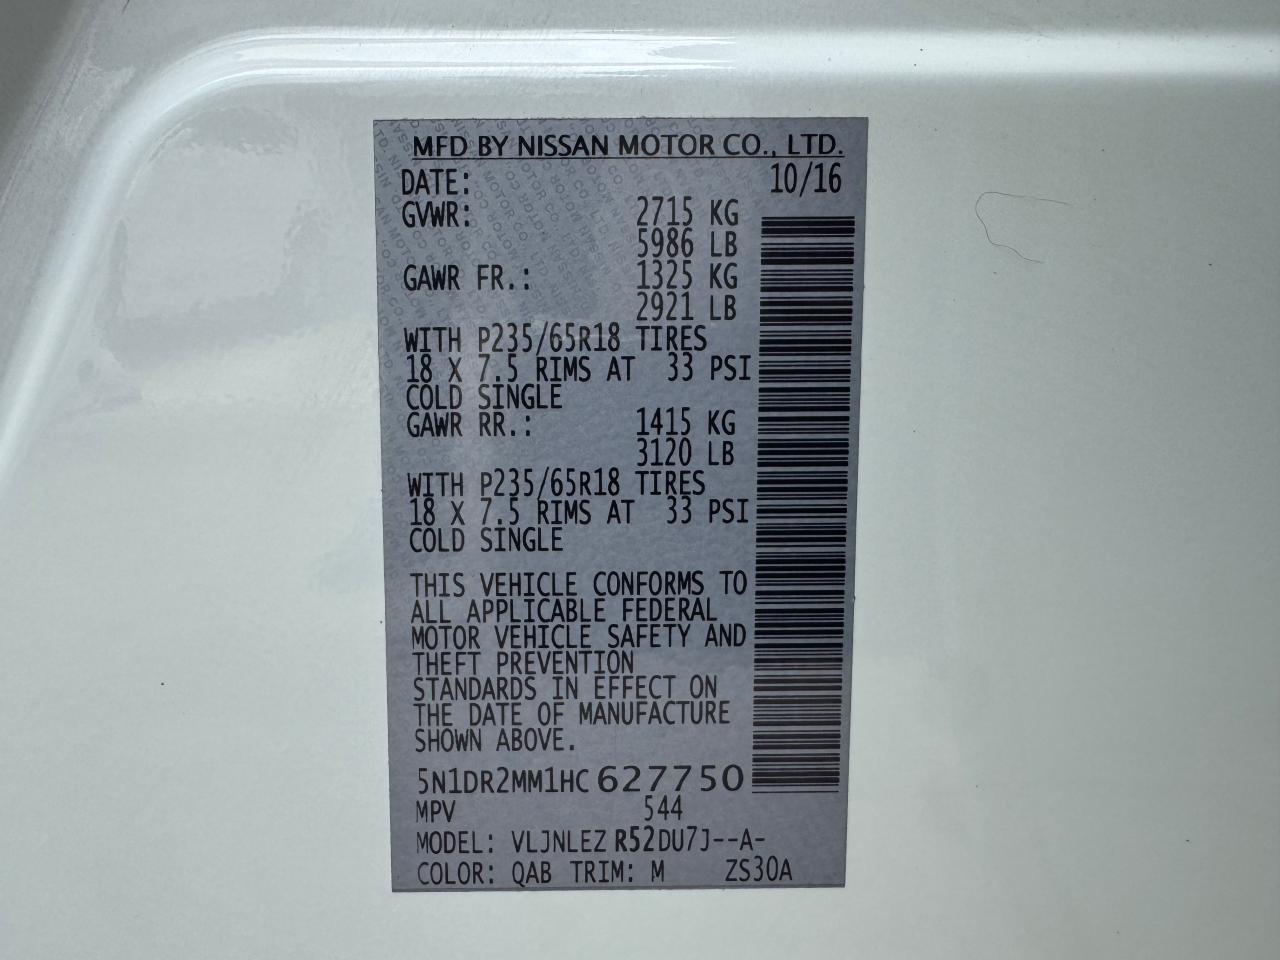 MFD BY NISSAN MOTOR CO., LTD.
DATE: 10/16
GVWR: 2715 KG
5986 LB
GAWR FR.: 1325 KG
2921 LB
WITH P235/65R18 TIRES
18 X 7.5 RIMS AT 33 PSI
COLD SINGLE
GAWR RR.: 1415 KG
3120 LB
WITH P235/65R18 TIRES
18 X 7.5 RIMS AT 33 PSI
COLD SINGLE
THIS VEHICLE CONFORMS TO
ALL APPLICABLE FEDERAL
MOTOR VEHICLE SAFETY AND
THEFT PREVENTION
STANDARDS IN EFFECT ON
THE DATE OF MANUFACTURE
SHOWN ABOVE.
5N1DR2MM1HC627750
MPV 544
MODEL: VLJNLEZ R52DU7J--A-
COLOR: QAB TRIM: M ZS30A